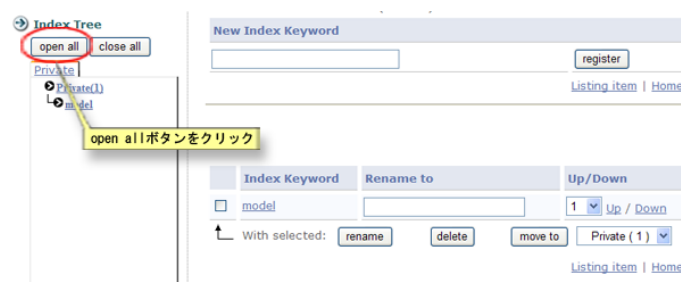 Index Tree
open all close all
Private
Private(1)
model
open allボタンをクリック
New Index Keyword
register
Listing item | Home
Index Keyword Rename to Up/Down
model 1 Up / Down
With selected: rename delete move to Private ( 1 )
Listing item | Home